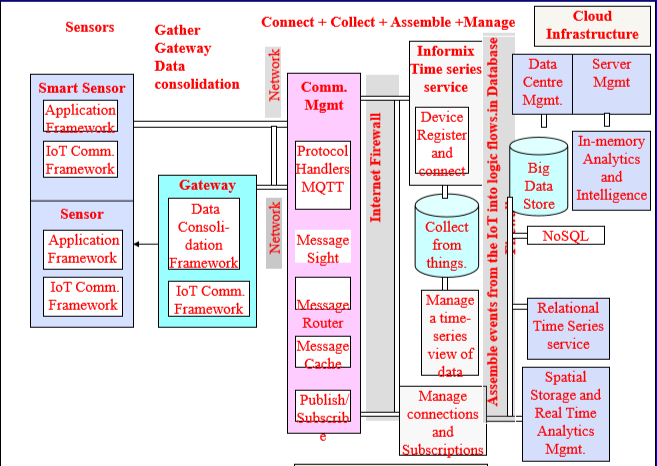 Sensors
Gather
Gateway
Data
consolidation
Connect + Collect + Assemble +Manage
Cloud
Infrastructure
Smart Sensor
Application
Framework
IoT Comm.
Framework
Sensor
Application
Framework
IoT Comm.
Framework
Gateway
Data
Consoli-
dation
Framework
IoT Comm.
Framework
Network
Network
Comm.
Mgmt
Protocol
Handlers
MQTT
Message
Sight
Message
Router
Message
Cache
Publish/
Subscrib
e
Internet Firewall
Informix
Time series
service
Device
Register
and
connect
Collect
from
things.
Manage
a time-
series
view of
data
Manage
connections
and
Subscriptions
Assemble events from the IoT into logic flows.in Database
Data
Centre
Mgmt.
Server
Mgmt
Big
Data
Store
In-memory
Analytics
and
Intelligence
NoSQL
Relational
Time Series
service
Spatial
Storage and
Real Time
Analytics
Mgmt.